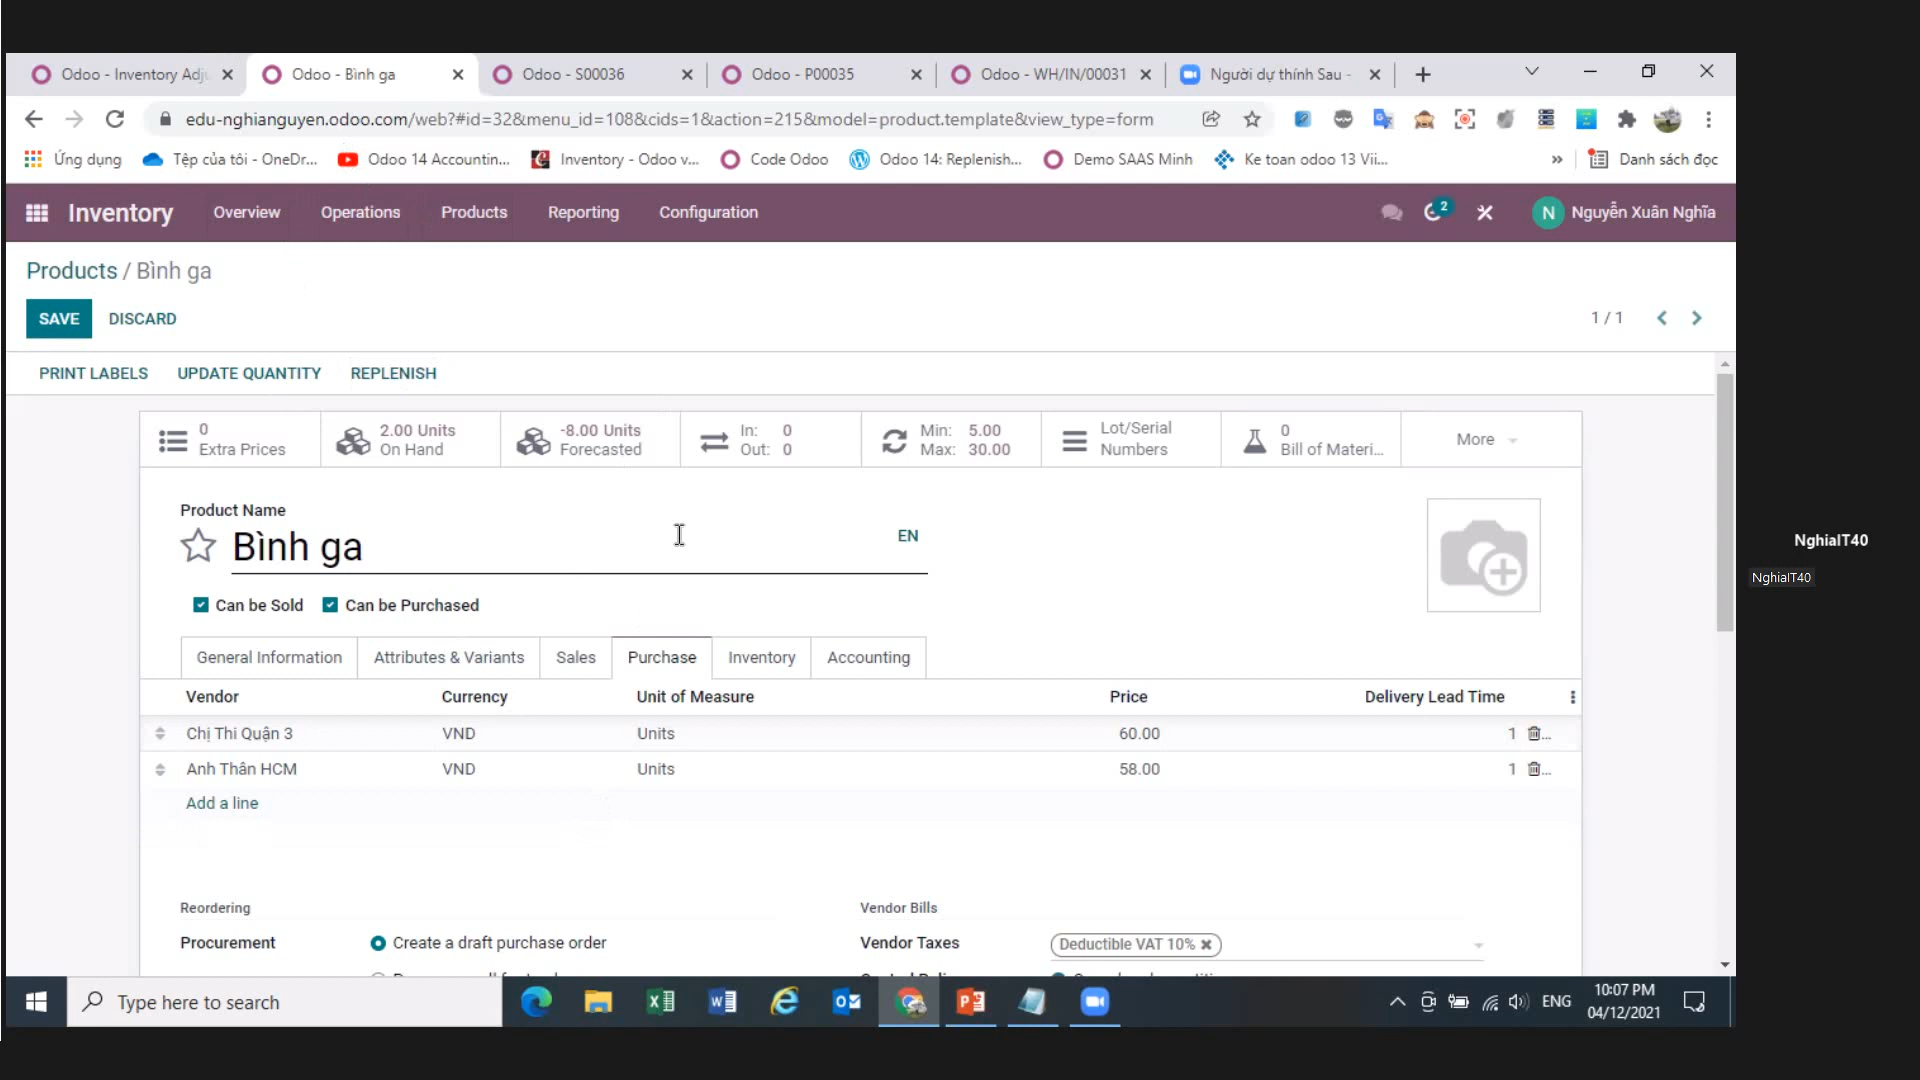 Odoo - Inventory Adj
Odoo - Bình ga
Odoo - S00036
Odoo - P00035
Odoo - WH/IN/00031
Người dự thính Sau -
edu-nghianguyen.odoo.com/web?#id=32&menu_id=108&cids=1&action=215&model=product.template&view_type=form
Ứng dụng
Tệp của tôi - OneDr...
Odoo 14 Accountin...
Inventory - Odoo v...
Code Odoo
Odoo 14: Replenish...
Demo SAAS Minh
Ke toan odoo 13 Vii...
»
Danh sách đọc
Inventory
Overview
Operations
Products
Reporting
Configuration
2
N
Nguyễn Xuân Nghĩa
Products / Bình ga
SAVE
DISCARD
1 / 1
PRINT LABELS
UPDATE QUANTITY
REPLENISH
0
Extra Prices
2.00 Units
On Hand
-8.00 Units
Forecasted
In: 0
Out: 0
Min: 5.00
Max: 30.00
Lot/Serial
Numbers
0
Bill of Materi...
More
Product Name
Bình ga
EN
Can be Sold
Can be Purchased
General Information
Attributes & Variants
Sales
Purchase
Inventory
Accounting
Vendor Currency Unit of Measure Price Delivery Lead Time
Chị Thi Quận 3 VND Units 60.00 1
Anh Thân HCM VND Units 58.00 1
Add a line
Reordering
Vendor Bills
Procurement
Create a draft purchase order
Vendor Taxes
Deductible VAT 10%
Type here to search
ENG
10:07 PM
04/12/2021
NghiaIT40
NghiaIT40